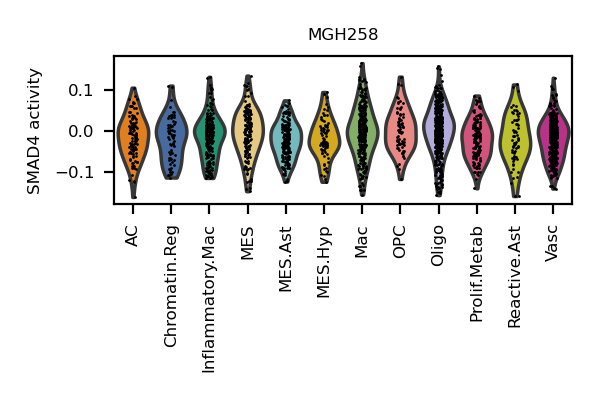 MGH258
SMAD4 activity
0.1
0.0
−0.1
AC
Chromatin.Reg
Inflammatory.Mac
MES
MES.Ast
MES.Hyp
Mac
OPC
Oligo
Prolif.Metab
Reactive.Ast
Vasc